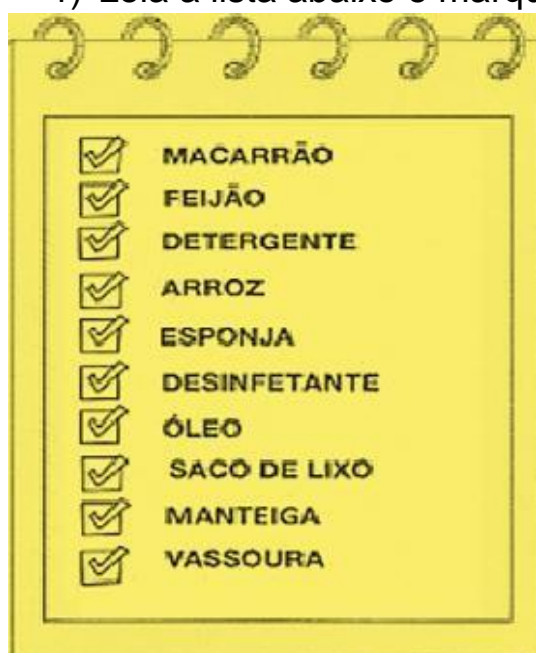 MACARRÃO
FEIJÃO
DETERGENTE
ARROZ
ESPONJA
DESINFETANTE
ÓLEO
SACO DE LIXO
MANTEIGA
VASSOURA